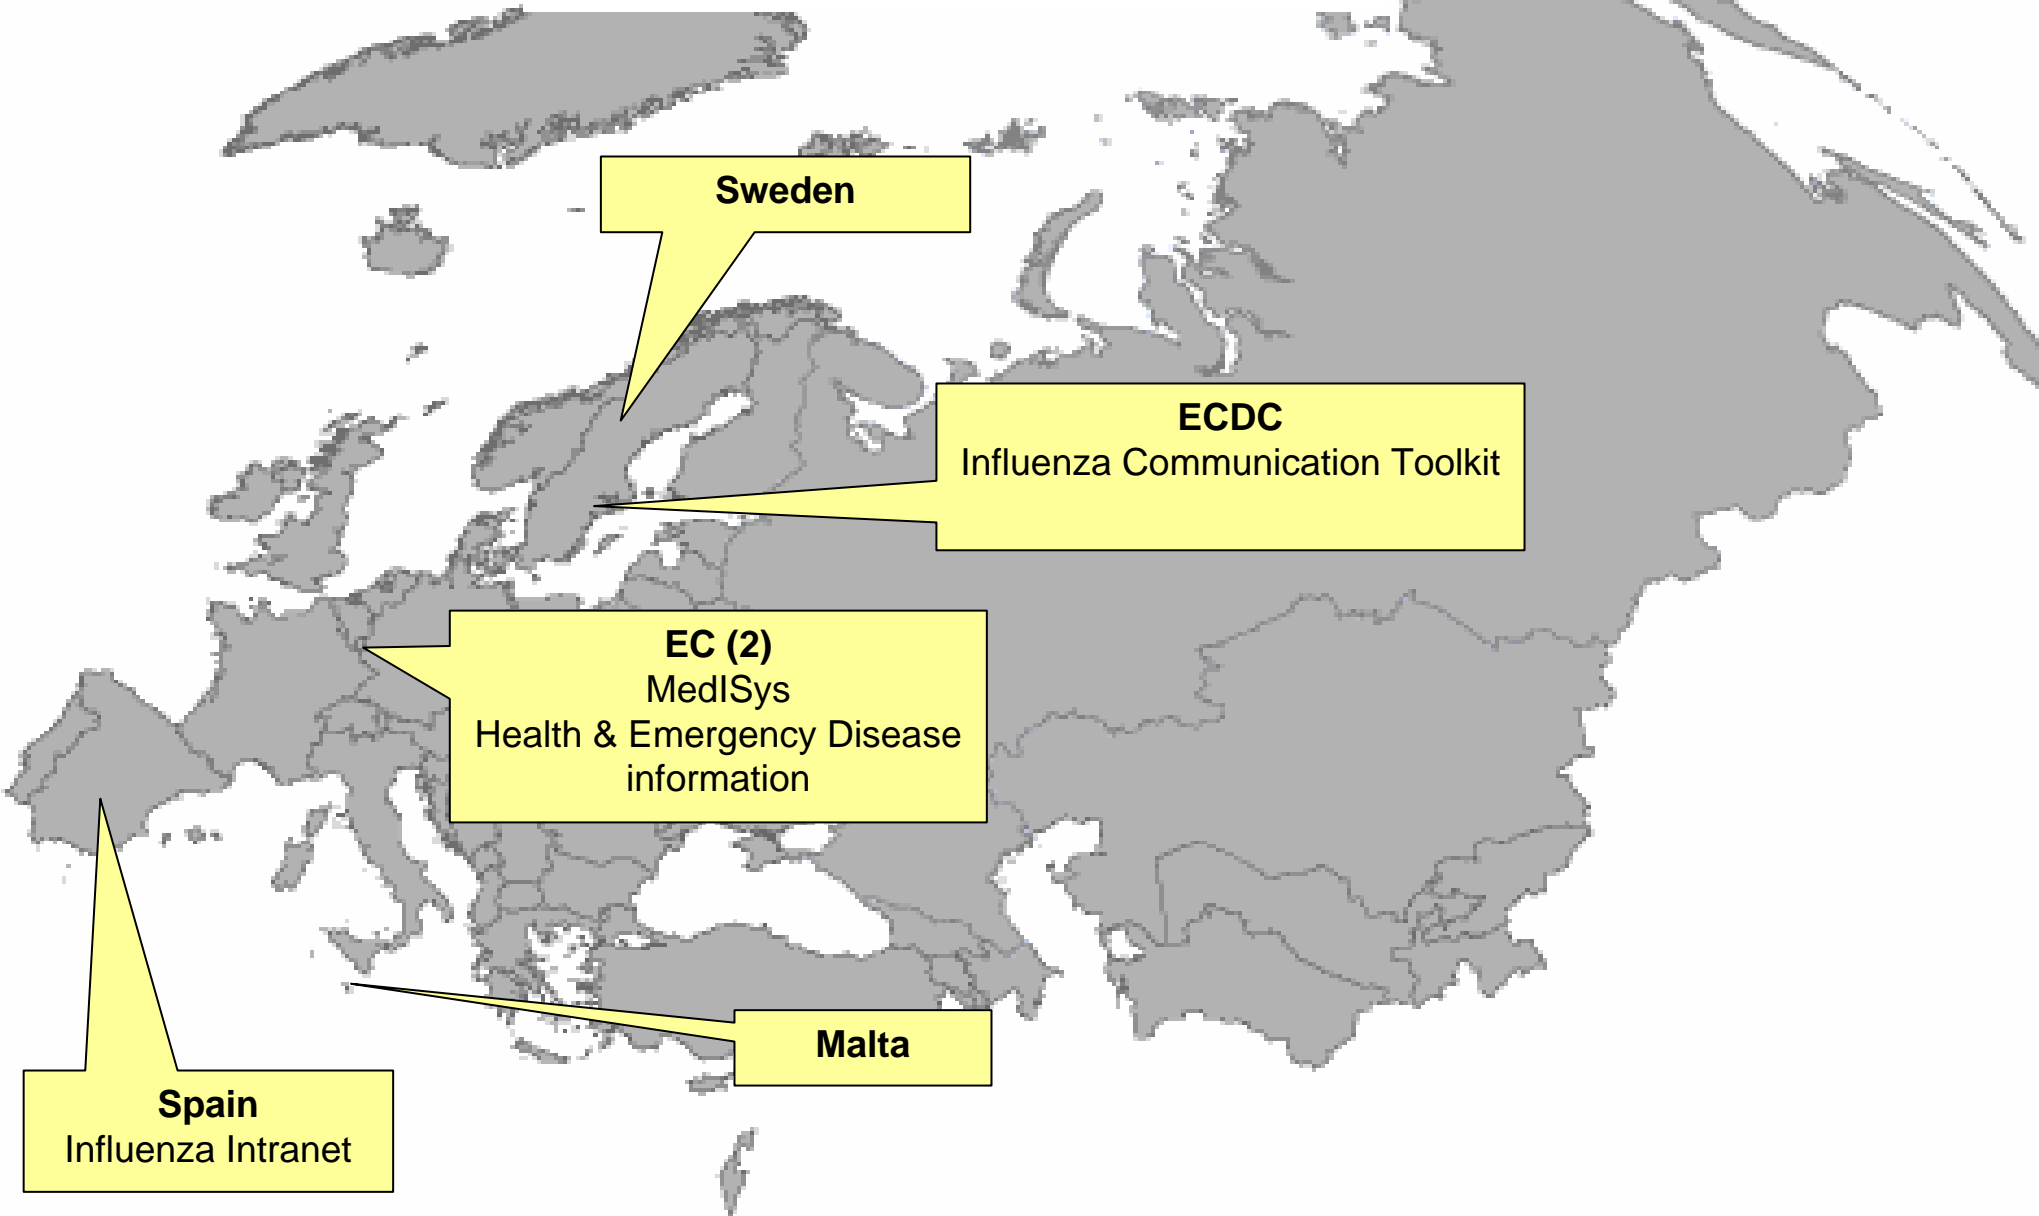 Sweden
ECDC
Influenza Communication Toolkit
EC (2)
MedISys
Health & Emergency Disease
information
Malta
Spain
Influenza Intranet